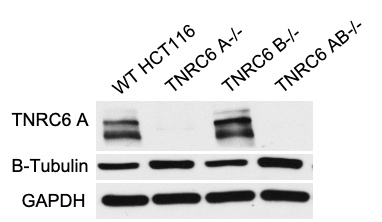 WT HCT116
TNRC6 A-/-
TNRC6 B-/-
TNRC6 AB-/-
TNRC6 A
B-Tubulin
GAPDH